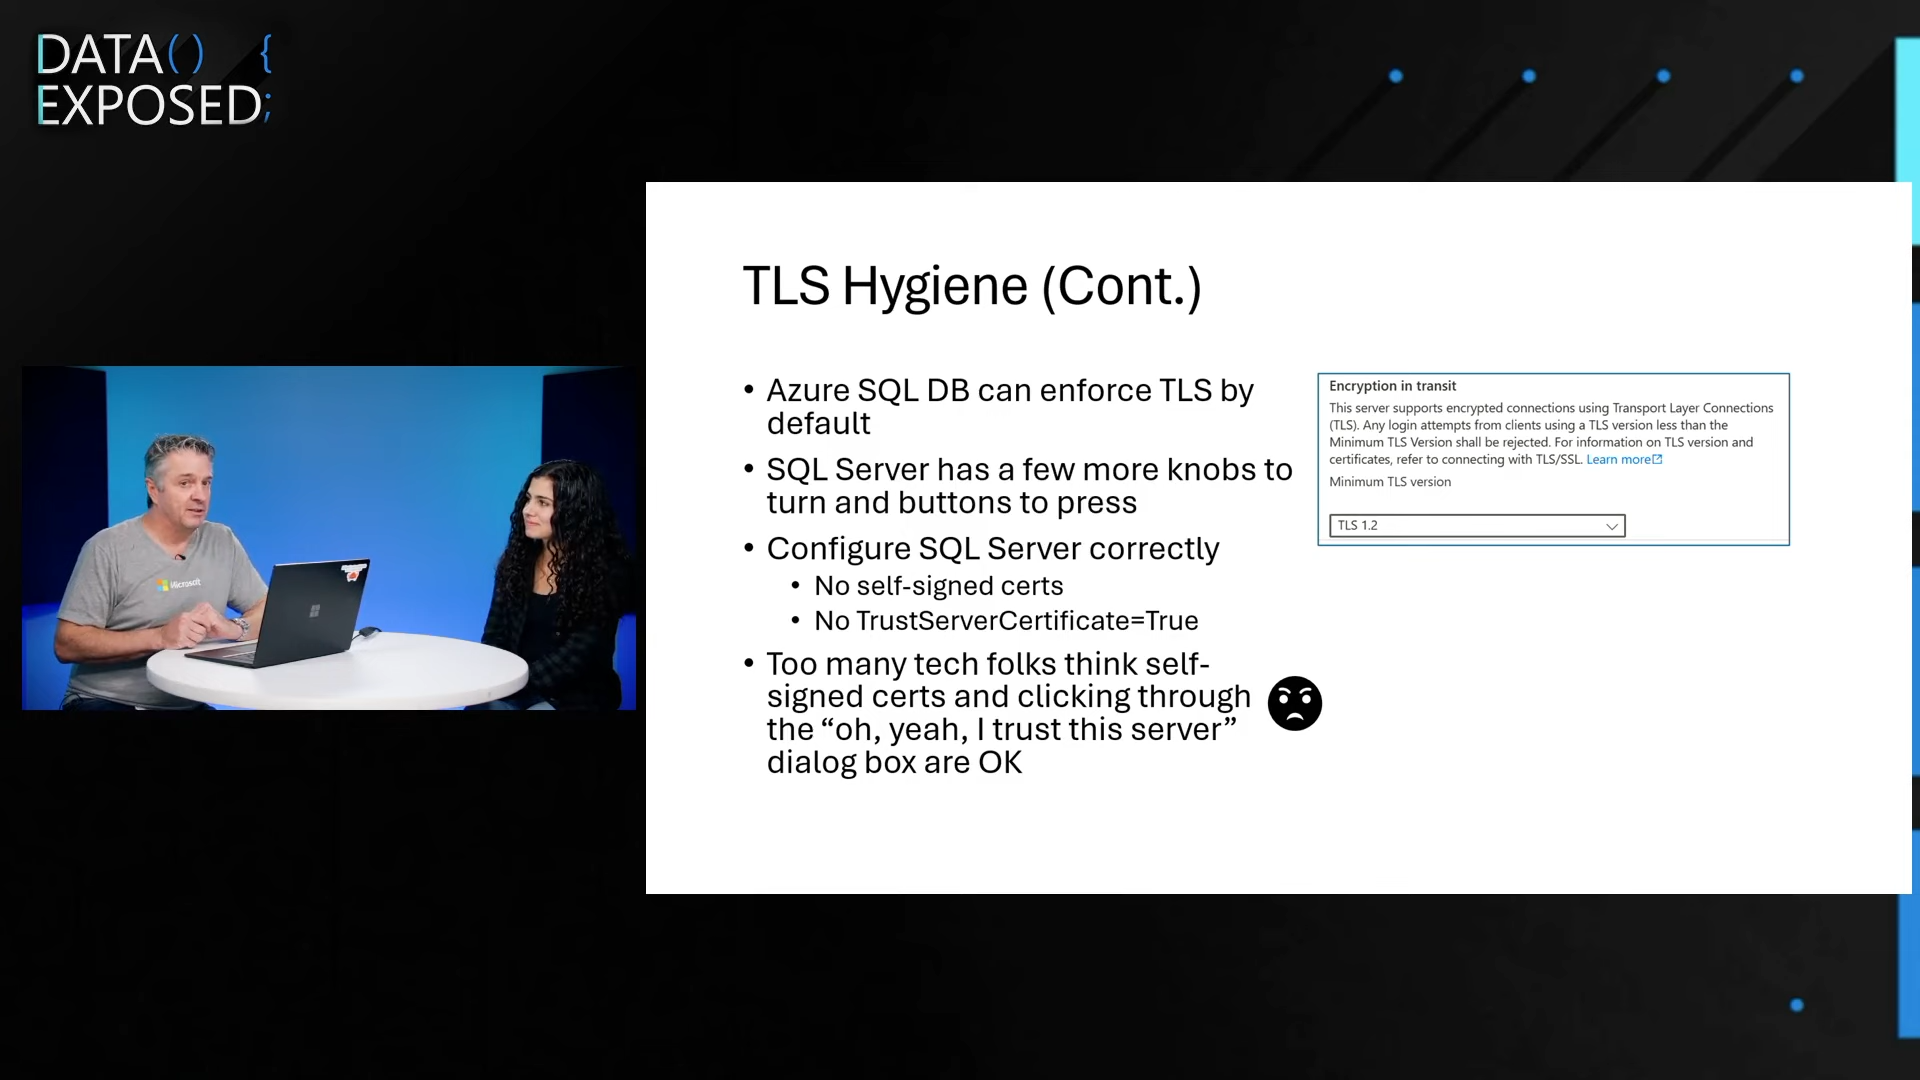 DATA() {
EXPOSED;
TLS Hygiene (Cont.)
• Azure SQL DB can enforce TLS by
default
• SQL Server has a few more knobs to
turn and buttons to press
• Configure SQL Server correctly
• No self-signed certs
• No TrustServerCertificate=True
• Too many tech folks think self-
signed certs and clicking through
the “oh, yeah, I trust this server”
dialog box are OK
Encryption in transit
This server supports encrypted connections using Transport Layer Connections
(TLS). Any login attempts from clients using a TLS version less than the
Minimum TLS Version shall be rejected. For information on TLS version and
certificates, refer to connecting with TLS/SSL. Learn more
Minimum TLS version
TLS 1.2
Microsoft